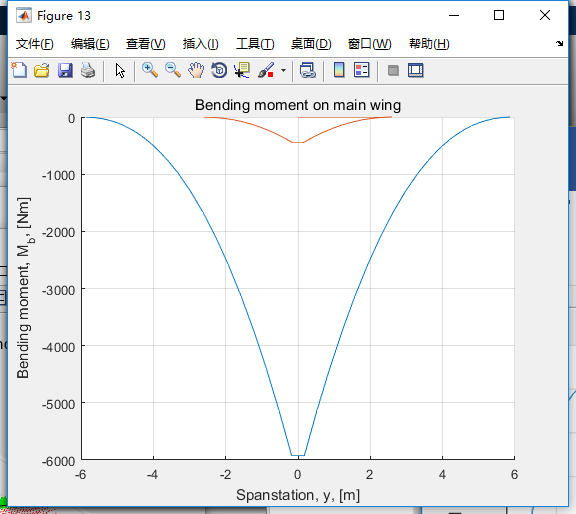 Figure 13
文件(F) 编辑(E) 查看(V) 插入(I) 工具(T) 桌面(D) 窗口(W) 帮助(H)
Bending moment on main wing
0
-1000
-2000
-3000
-4000
-5000
-6000
Bending moment, M_b, [Nm]
-6 -4 -2 0 2 4 6
Spanstation, y, [m]